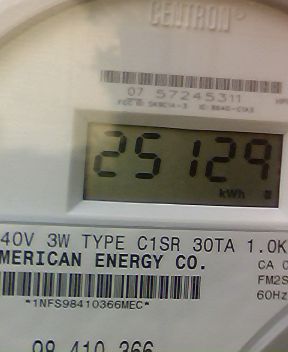 CENTRON®
07 57245311
25129
kWh
40V 3W TYPE C1SR 30TA 1.0K
MERICAN ENERGY CO.
CA 0
FM2S
60Hz
*1NFS98410366MEC*
98 410 366